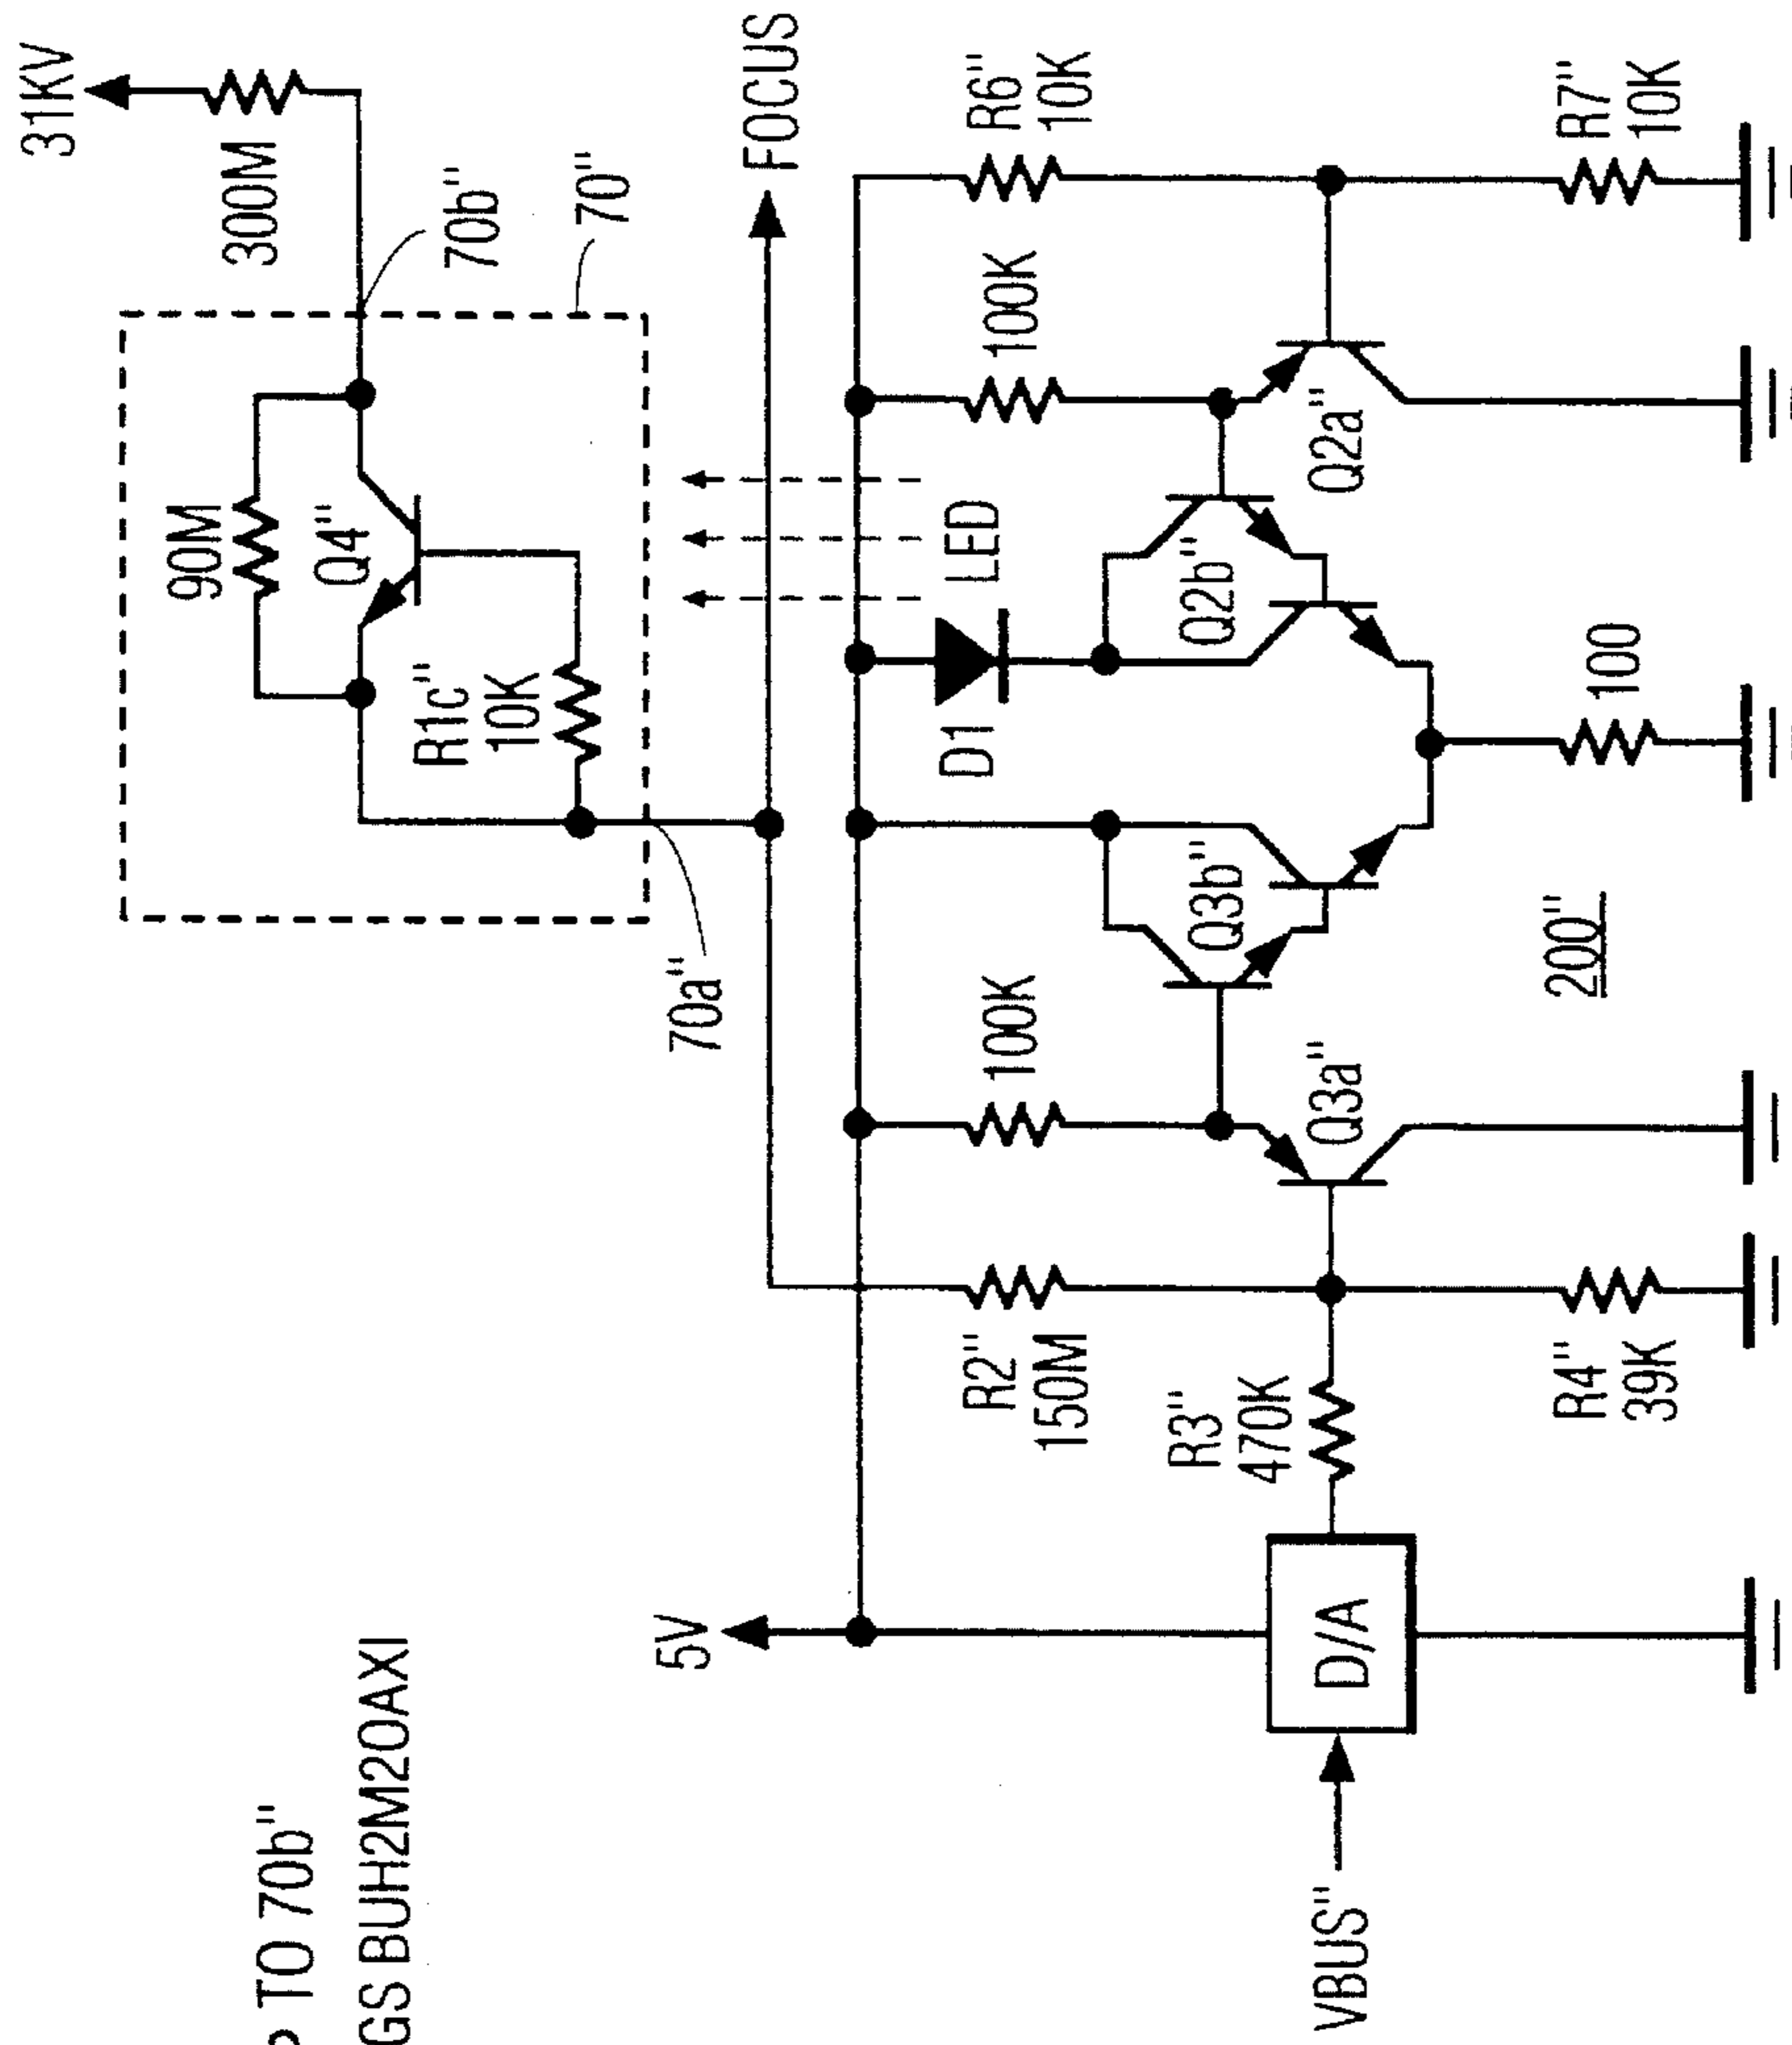 31KV
300M
70b"
70"
90M
Q4"
R1c"
10K
70a"
FOCUS
TO 70b"
GS BUH2M20AXI
5V
D1
LED
100K
100K
R6"
10K
R2"
150M
R3"
470K
Q3b"
Q2b"
Q3a"
Q2a"
VBUS"
D/A
R4"
39K
200"
100
R7"
10K